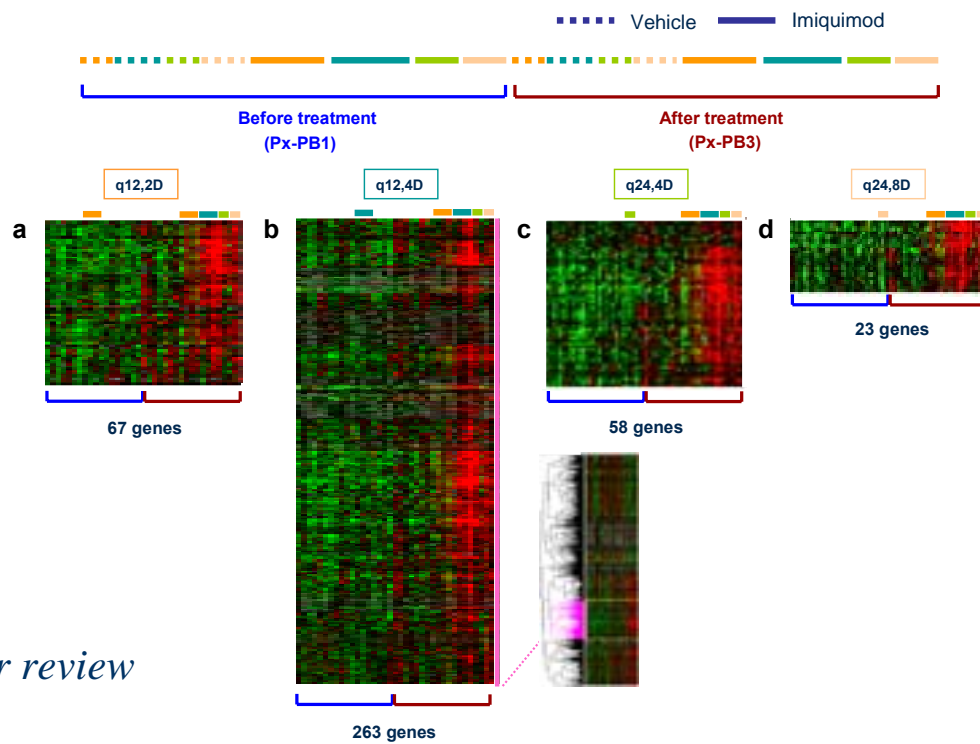 Vehicle Imiquimod
Before treatment
(Px-PB1)
After treatment
(Px-PB3)
q12,2D
q12,4D
q24,4D
q24,8D
a
b
c
d
67 genes
263 genes
58 genes
23 genes
r review